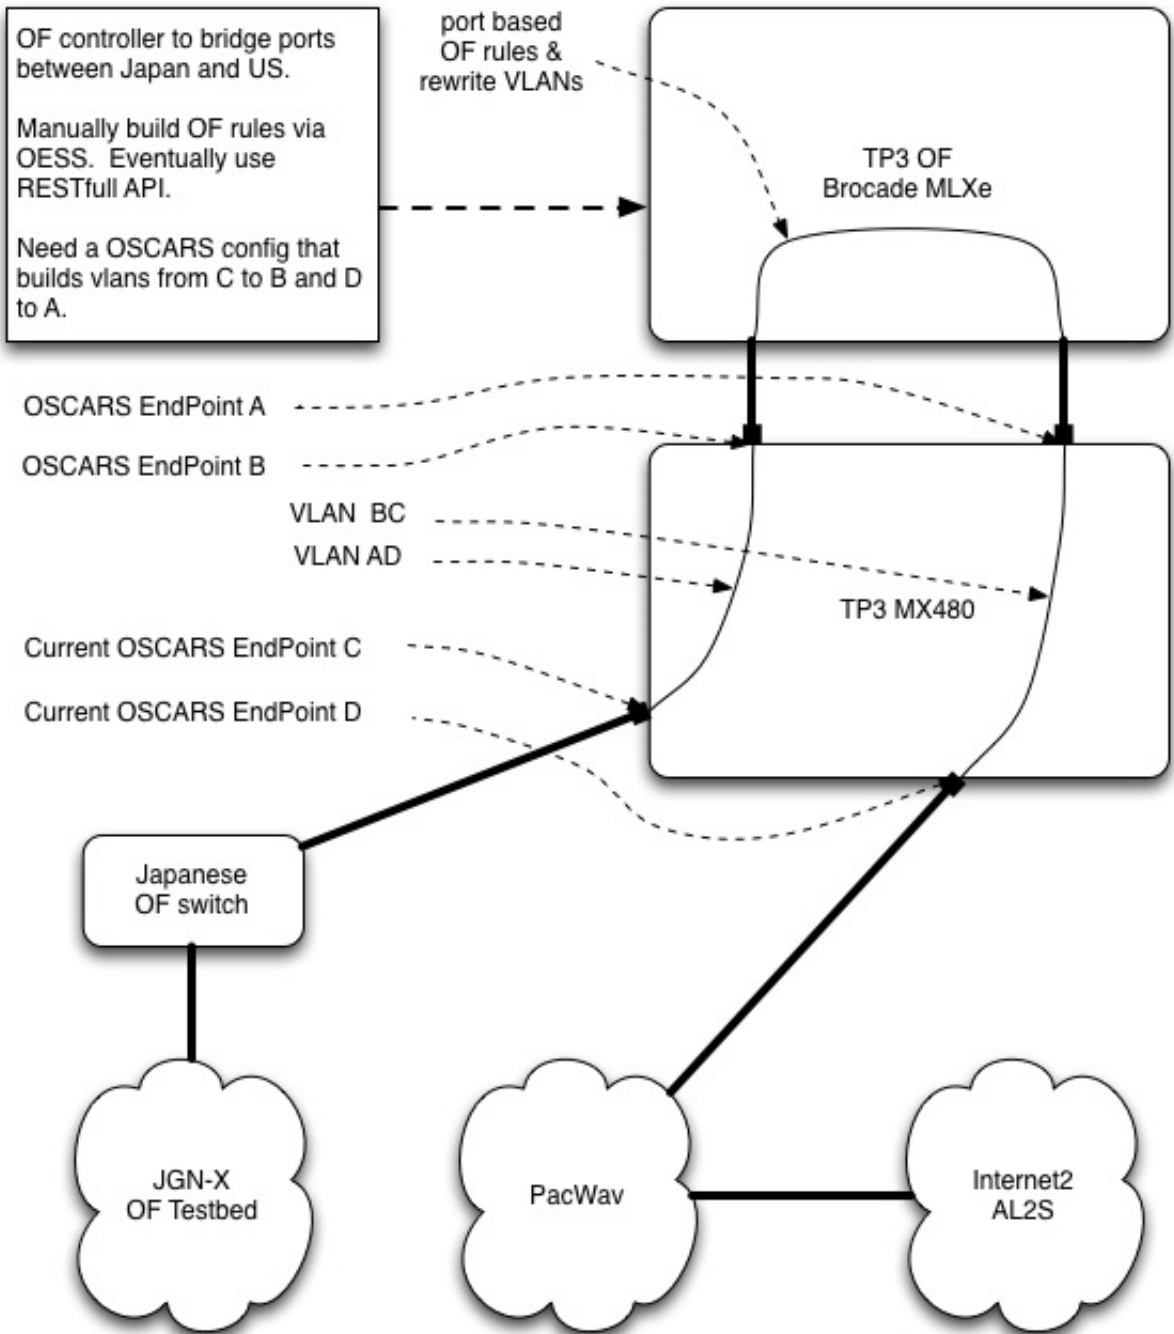 OF controller to bridge ports
between Japan and US.
Manually build OF rules via
OESS.  Eventually use
RESTfull API.
Need a OSCARS config that
builds vlans from C to B and D
to A.
port based
OF rules &
rewrite VLANs
TP3 OF
Brocade MLXe
OSCARS EndPoint A
OSCARS EndPoint B
VLAN  BC
VLAN AD
TP3 MX480
Current OSCARS EndPoint C
Current OSCARS EndPoint D
Japanese
OF switch
JGN-X
OF Testbed
PacWav
Internet2
AL2S